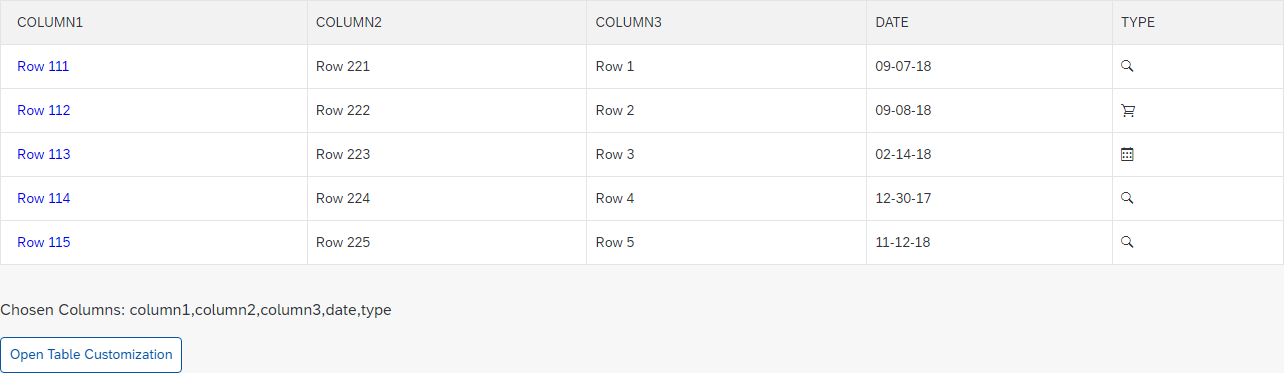 COLUMN1 COLUMN2 COLUMN3 DATE TYPE
Row 111 Row 221 Row 1 09-07-18
Row 112 Row 222 Row 2 09-08-18
Row 113 Row 223 Row 3 02-14-18
Row 114 Row 224 Row 4 12-30-17
Row 115 Row 225 Row 5 11-12-18
Chosen Columns: column1,column2,column3,date,type
Open Table Customization